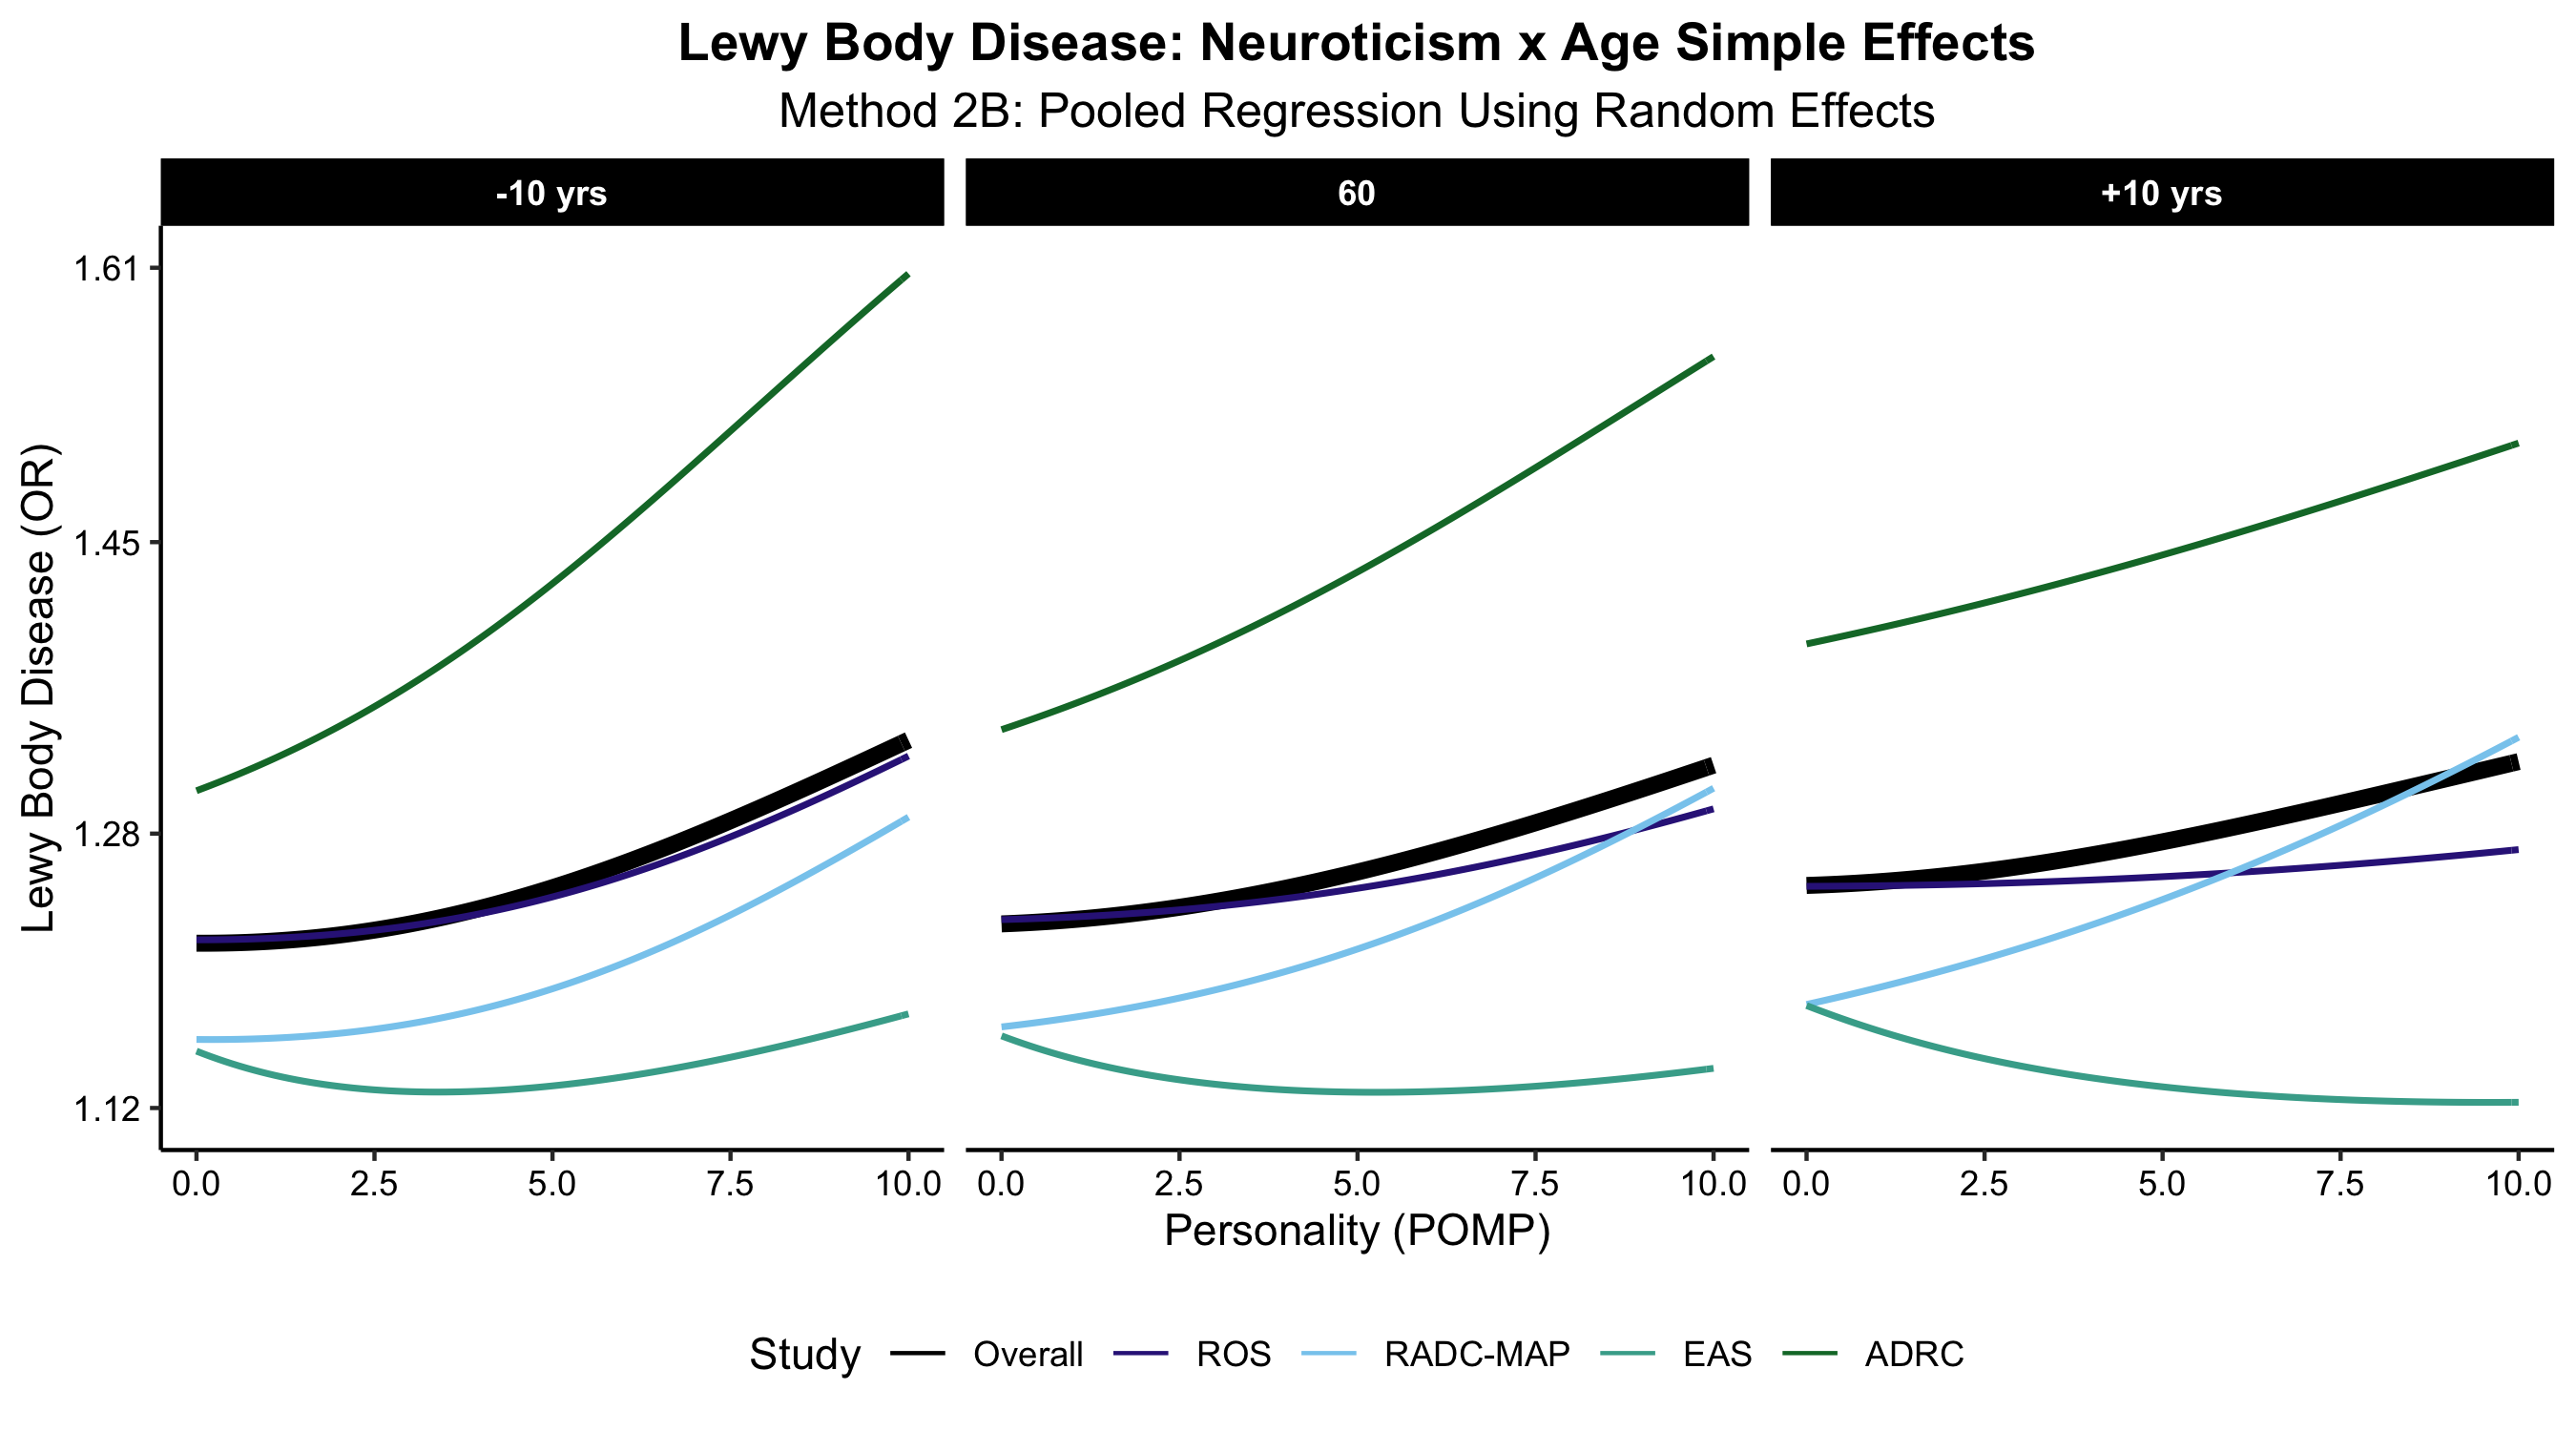 Lewy Body Disease: Neuroticism x Age Simple Effects
Method 2B: Pooled Regression Using Random Effects
-10 yrs
60
+10 yrs
Lewy Body Disease (OR)
1.61
1.45
1.28
1.12
0.0 2.5 5.0 7.5 10.0
0.0 2.5 5.0 7.5 10.0
0.0 2.5 5.0 7.5 10.0
Personality (POMP)
Study Overall ROS RADC-MAP EAS ADRC